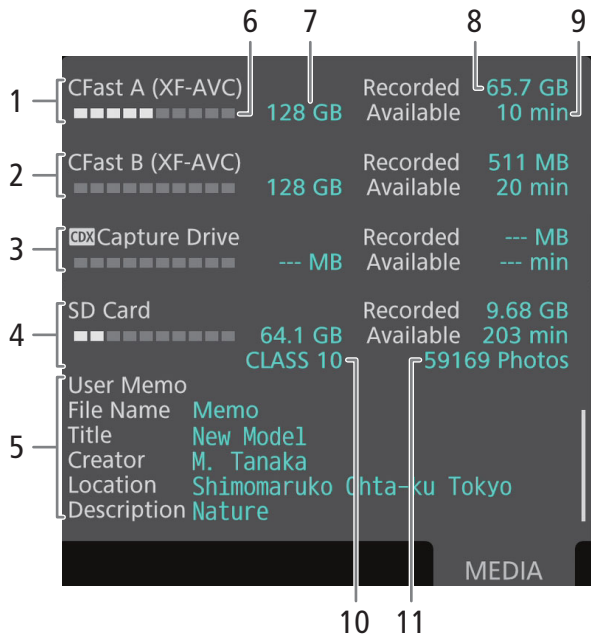 6 7 8 9
1 CFast A (XF-AVC) Recorded 65.7 GB
128 GB Available 10 min
2 CFast B (XF-AVC) Recorded 511 MB
128 GB Available 20 min
3 CDX Capture Drive Recorded --- MB
--- MB Available --- min
4 SD Card Recorded 9.68 GB
64.1 GB Available 203 min
CLASS 10 59169 Photos
5 User Memo
File Name Memo
Title New Model
Creator M. Tanaka
Location Shimomaruko Ohta-ku Tokyo
Description Nature
MEDIA
10 11